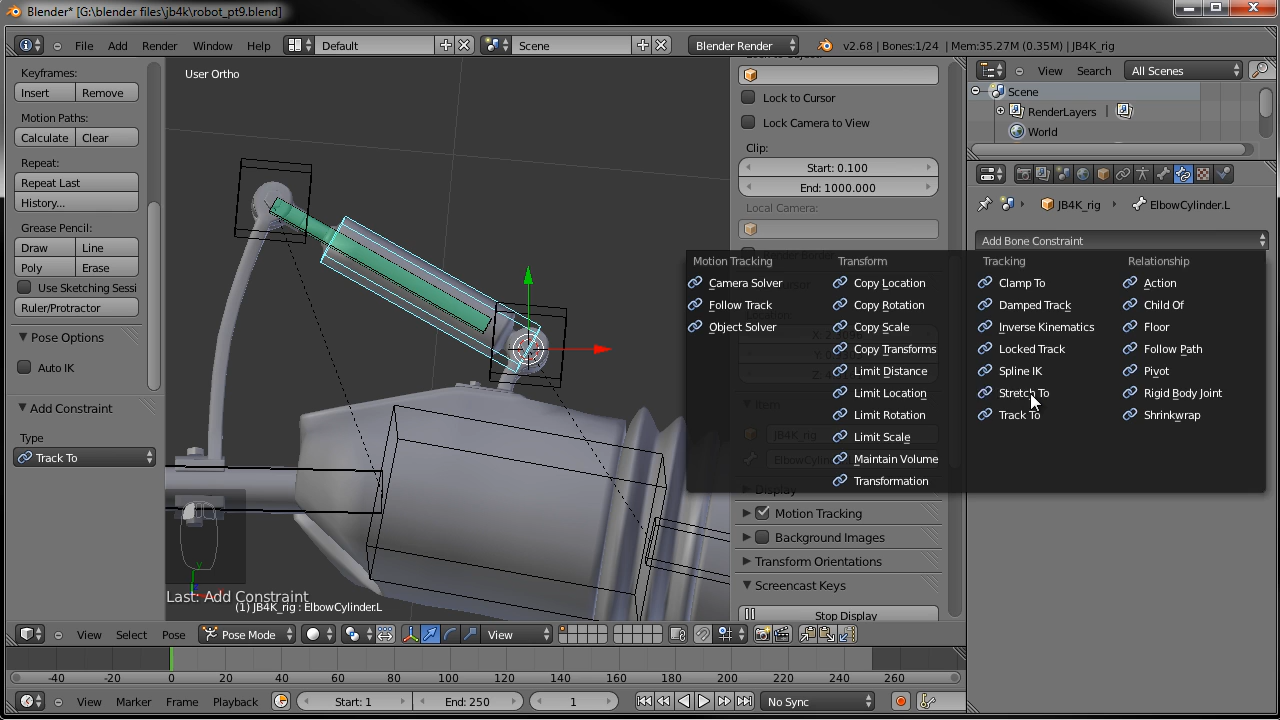 Blender* [G:\blender files\jb4k\robot_pt9.blend]
File Add Render Window Help Default Scene Blender Render v2.68 | Bones:1/24 | Mem:35.27M (0.35M) | JB4K_rig
Keyframes:
Insert Remove
Motion Paths:
Calculate Clear
Repeat:
Repeat Last
History...
Grease Pencil:
Draw Line
Poly Erase
Use Sketching Sessi
Ruler/Protractor
Pose Options
Auto IK
Add Constraint
Type
Track To
User Ortho
Last: Add Constraint
(1) JB4K_rig : ElbowCylinder.L
Lock to Cursor
Lock Camera to View
Clip:
Start: 0.100
End: 1000.000
Local Camera:
Motion Tracking
Camera Solver
Follow Track
Object Solver
Transform
Copy Location
Copy Rotation
Copy Scale
Copy Transforms
Limit Distance
Limit Location
Limit Rotation
Limit Scale
Maintain Volume
Transformation
Tracking
Clamp To
Damped Track
Inverse Kinematics
Locked Track
Spline IK
Stretch To
Track To
Relationship
Action
Child Of
Floor
Follow Path
Pivot
Rigid Body Joint
Shrinkwrap
Item
JB4K_rig
Display
Motion Tracking
Background Images
Transform Orientations
Screencast Keys
Stop Display
View Search All Scenes
Scene
RenderLayers
World
JB4K_rig ElbowCylinder.L
Add Bone Constraint
View Select Pose Pose Mode View
-40 -20 0 20 40 60 80 100 120 140 160 180 200 220 240 260
View Marker Frame Playback Start: 1 End: 250 1 No Sync